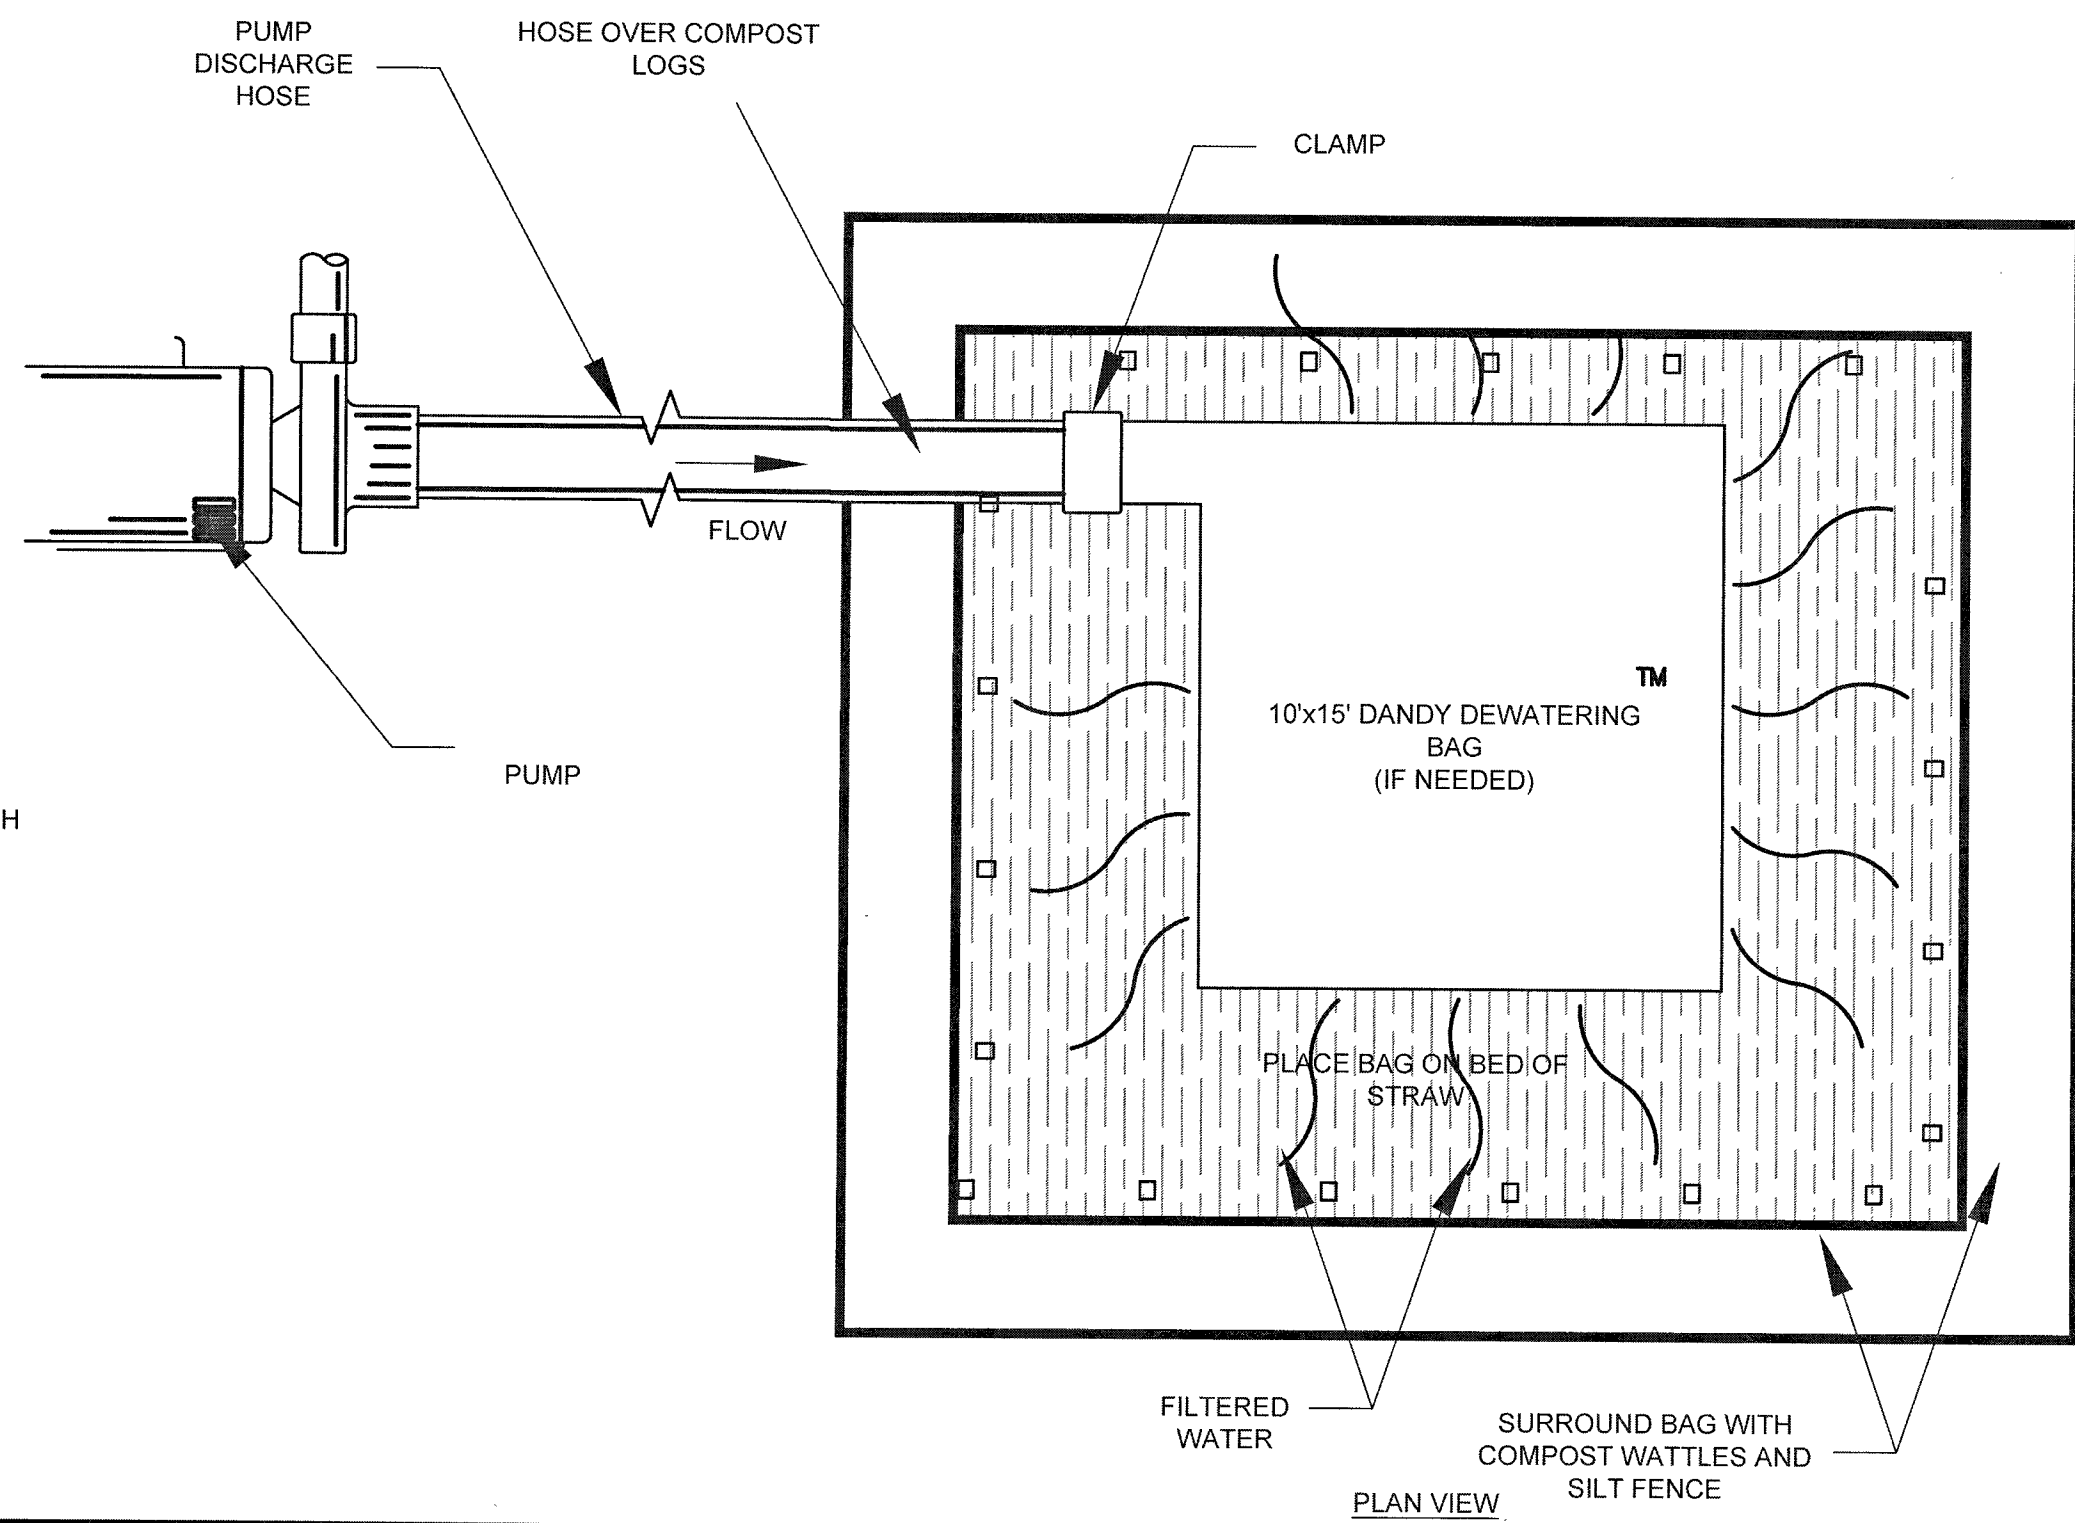 PUMP
DISCHARGE
HOSE
HOSE OVER COMPOST
LOGS
CLAMP
FLOW
TM
10'x15' DANDY DEWATERING
BAG
(IF NEEDED)
PUMP
H
PLACE BAG ON BED OF
STRAW
FILTERED
WATER
SURROUND BAG WITH
COMPOST WATTLES AND
SILT FENCE
PLAN VIEW